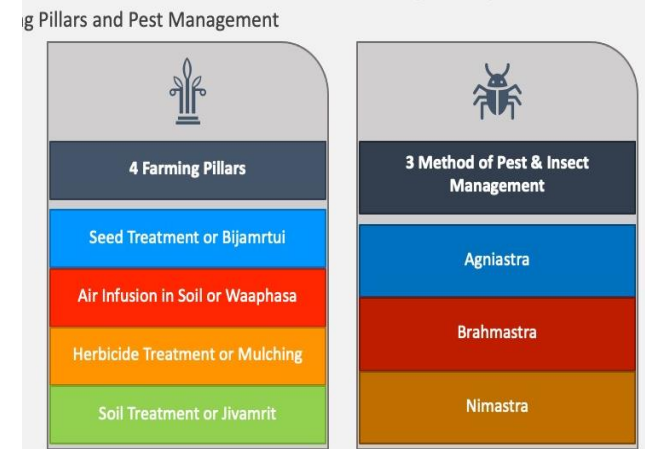 g Pillars and Pest Management
4 Farming Pillars
Seed Treatment or Bijamrtui
Air Infusion in Soil or Waaphasa
Herbicide Treatment or Mulching
Soil Treatment or Jivamrit
3 Method of Pest & Insect
Management
Agniastra
Brahmastra
Nimastra